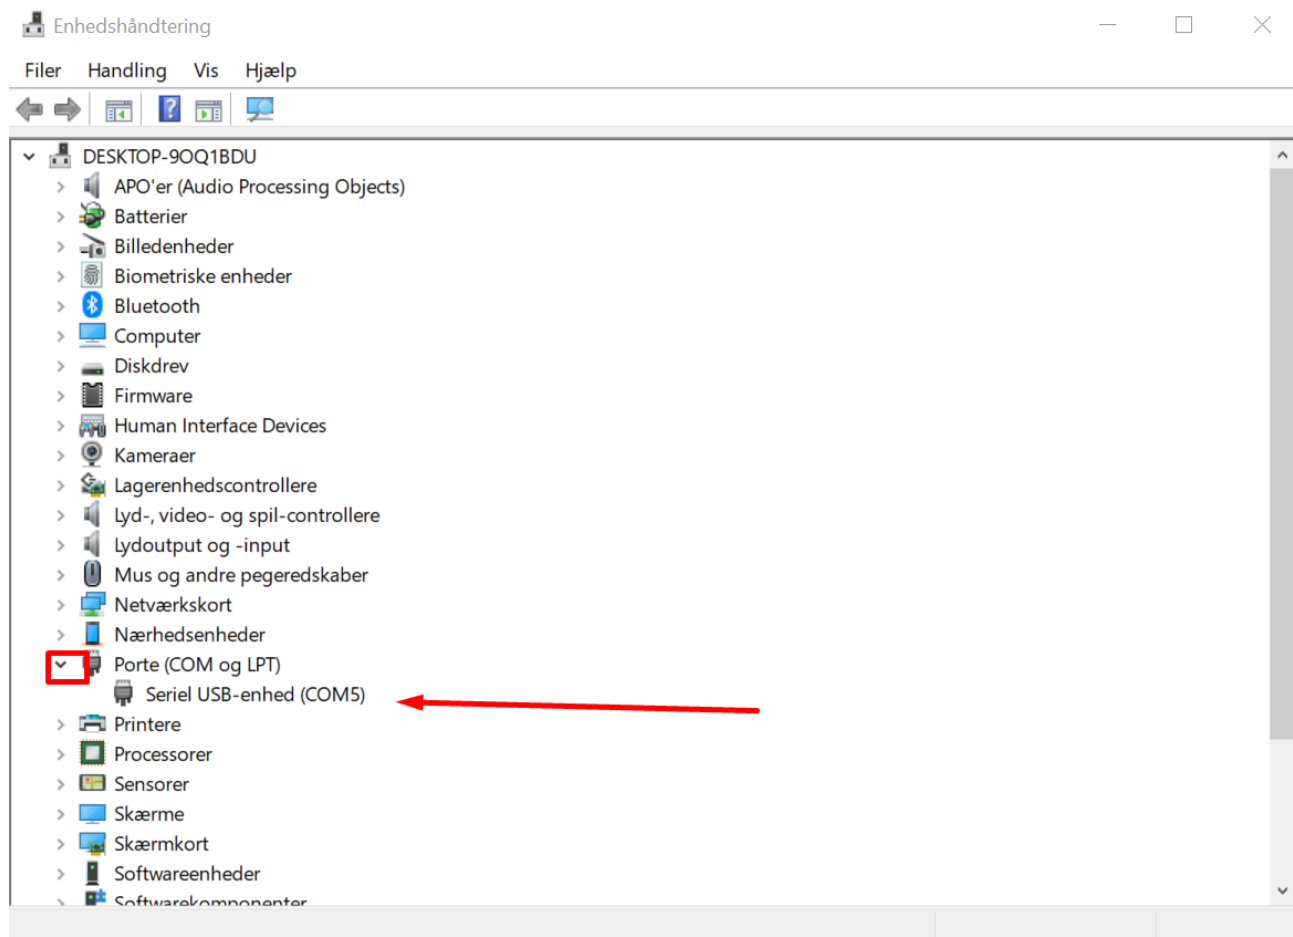 Enhedshåndtering
Filer Handling Vis Hjælp
DESKTOP-9OQ1BDU
APO'er (Audio Processing Objects)
Batterier
Billedenheder
Biometriske enheder
Bluetooth
Computer
Diskdrev
Firmware
Human Interface Devices
Kameraer
Lagerenhedscontrollere
Lyd-, video- og spil-controllere
Lydoutput og -input
Mus og andre pegeredskaber
Netværkskort
Nærhedsenheder
Porte (COM og LPT)
Seriel USB-enhed (COM5)
Printere
Processorer
Sensorer
Skærme
Skærmkort
Softwareenheder
Softwarekomponenter